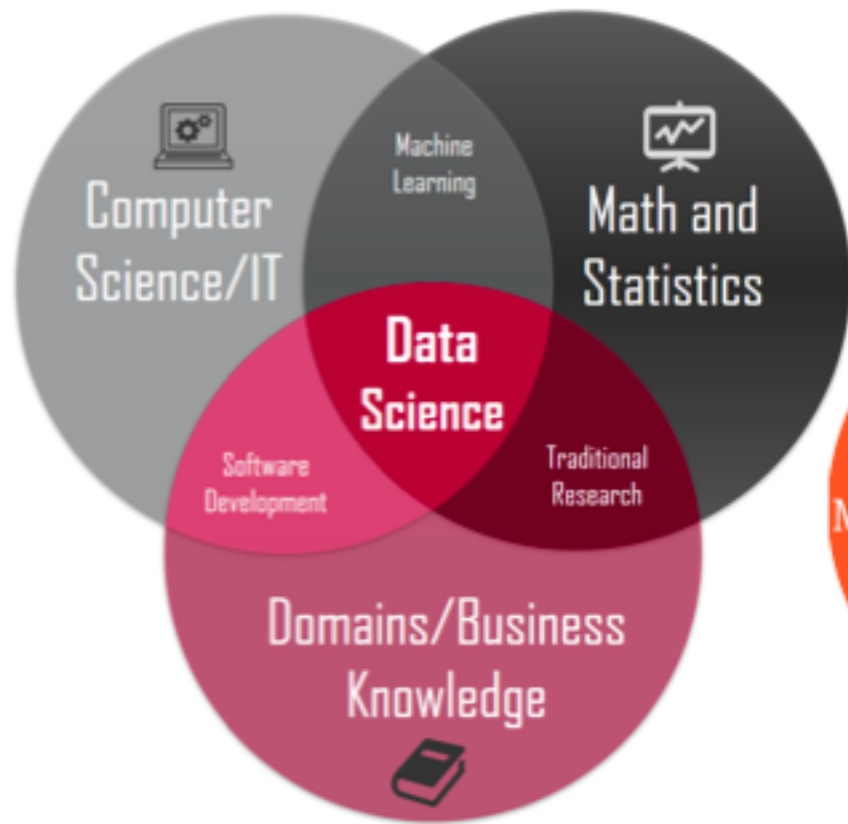 Machine
Learning
Computer
Science/IT
Math and
Statistics
Data
Science
Software
Development
Traditional
Research
Domains/Business
Knowledge